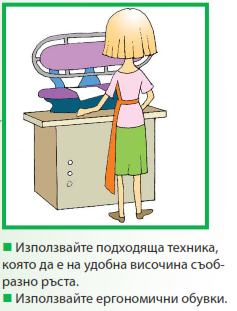 ■ Използвайте подходяща техника,
която да е на удобна височина съоб-
разно ръста.
■ Използвайте ергономични обувки.